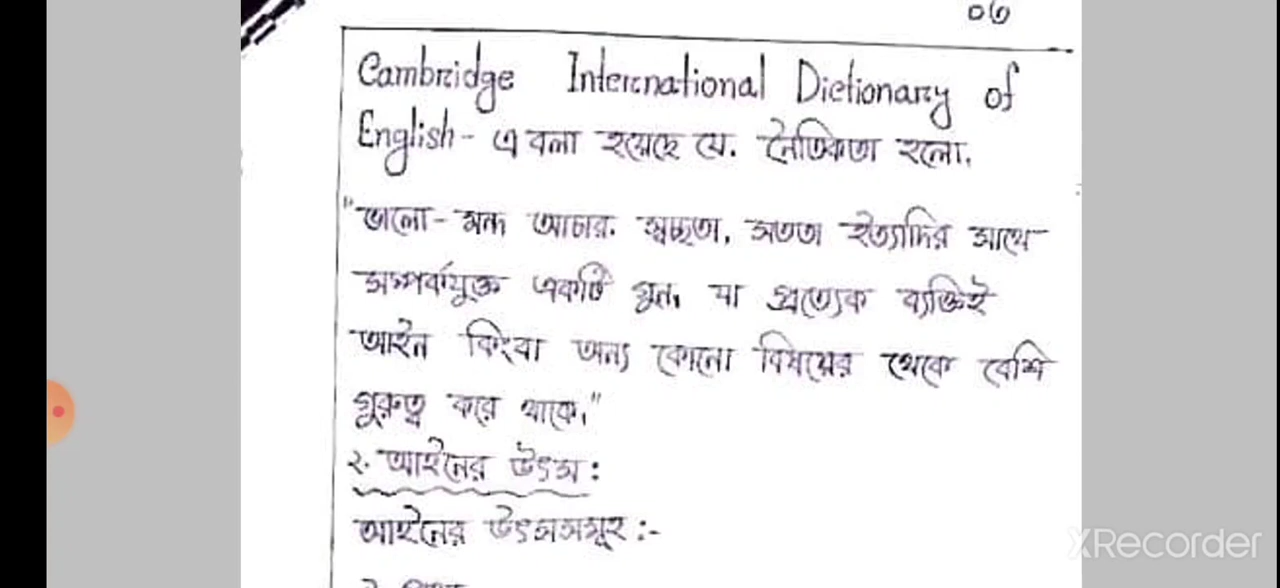 ০৩
Cambridge International Dictionary of
English - এ বলা হয়েছে যে, নৈতিকতা হলো,
"ভালো - মন্দ আচার, স্বচ্ছতা, সততা ইত্যাদির সাথে
সম্পর্কযুক্ত একটি গুন, যা প্রত্যেক ব্যক্তিই
আইন কিংবা অন্য কোনো বিষয়ের থেকে বেশি
গুরুত্ব করে থাকে,"
২. আইনের উৎস :
আইনের উৎসসমূহ :-
XRecorder